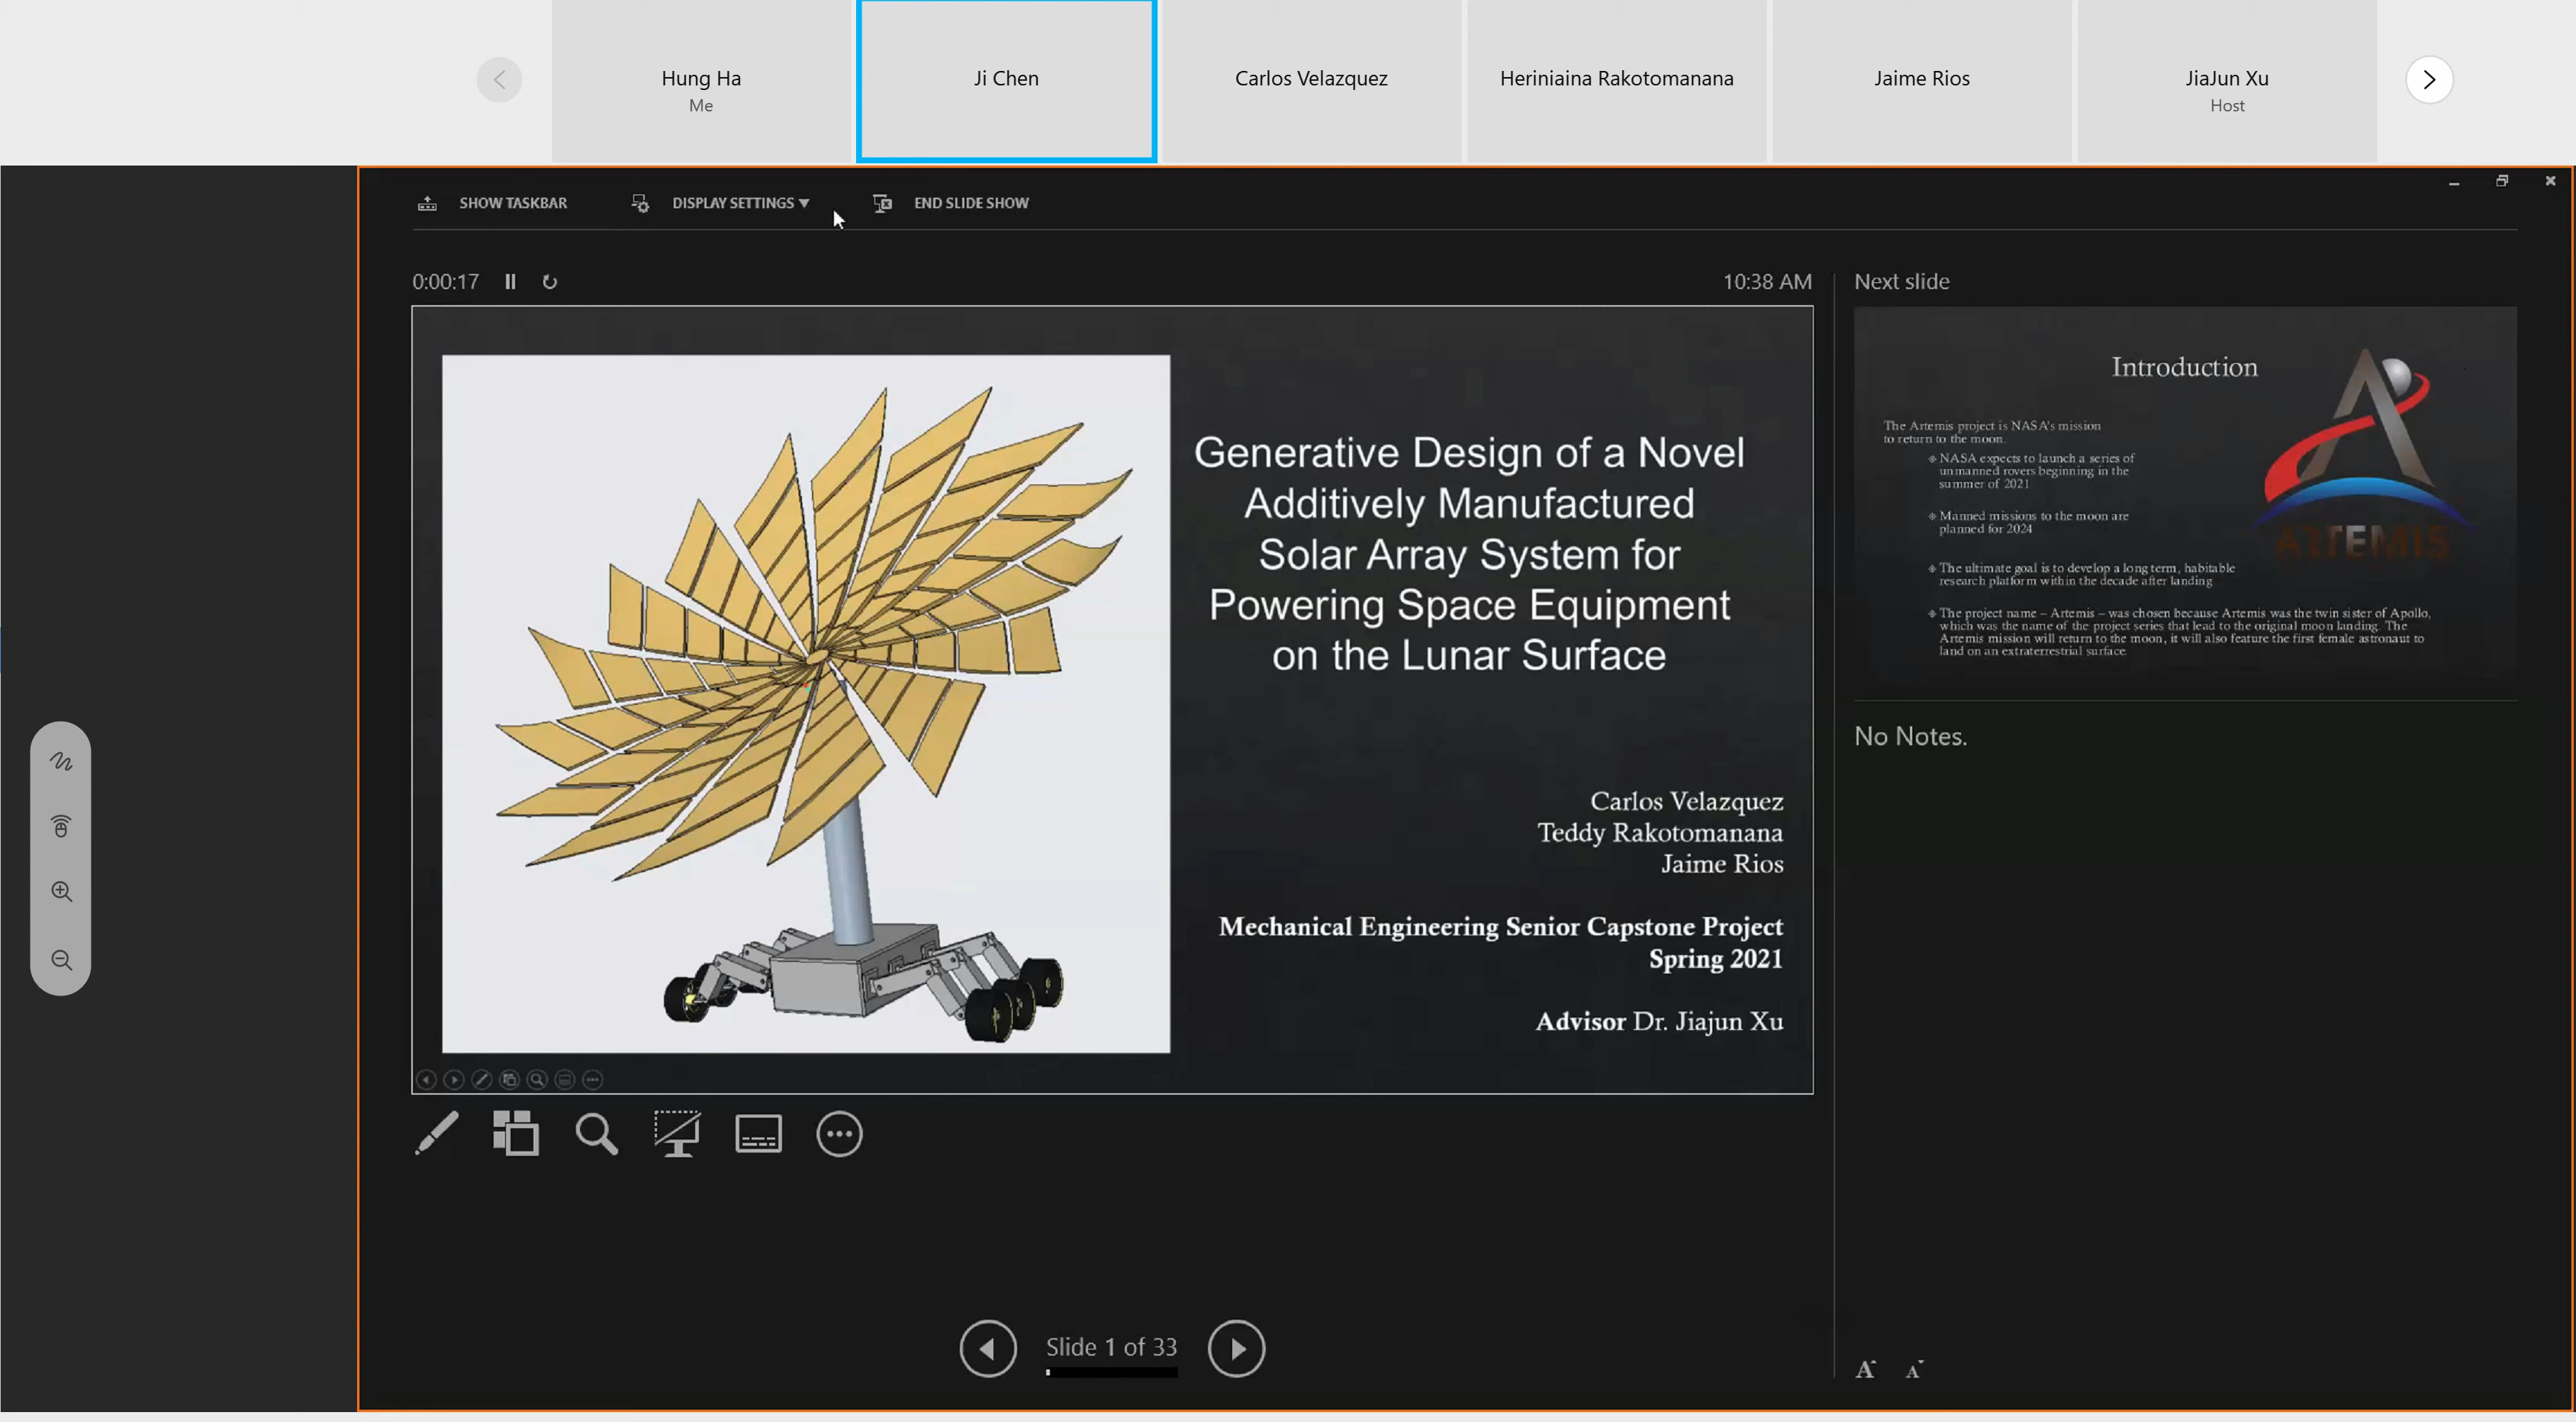 Hung Ha
Me
Ji Chen
Carlos Velazquez
Heriniaina Rakotomanana
Jaime Rios
JiaJun Xu
Host
SHOW TASKBAR
DISPLAY SETTINGS
END SLIDE SHOW
0:00:17
10:38 AM
Generative Design of a Novel
Additively Manufactured
Solar Array System for
Powering Space Equipment
on the Lunar Surface
Carlos Velazquez
Teddy Rakotomanana
Jaime Rios
Mechanical Engineering Senior Capstone Project
Spring 2021
Advisor Dr. Jiajun Xu
Slide 1 of 33
Next slide
Introduction
The Artemis project is NASA's mission
to return to the moon.
NASA expects to launch a series of
unmanned rovers beginning in the
summer of 2021
Manned missions to the moon are
planned for 2024
The ultimate goal is to develop a long term, habitable
research platform within the decade after landing
The project name – Artemis – was chosen because Artemis was the twin sister of Apollo,
which was the name of the project series that lead to the original moon landing. The
Artemis mission will return to the moon, it will also feature the first female astronaut to
land on an extraterrestrial surface
ARTEMIS
No Notes.
A A